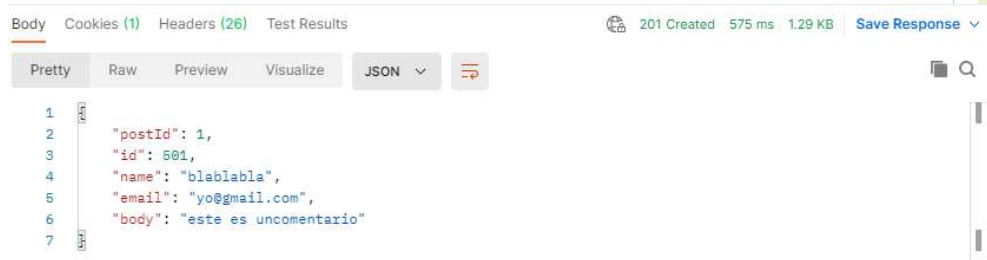 Body Cookies (1) Headers (26) Test Results 201 Created 575 ms 1.29 KB Save Response
Pretty Raw Preview Visualize JSON
1 {
2 "postId": 1,
3 "id": 501,
4 "name": "blablabla",
5 "email": "yo@gmail.com",
6 "body": "este es uncomentario"
7 }